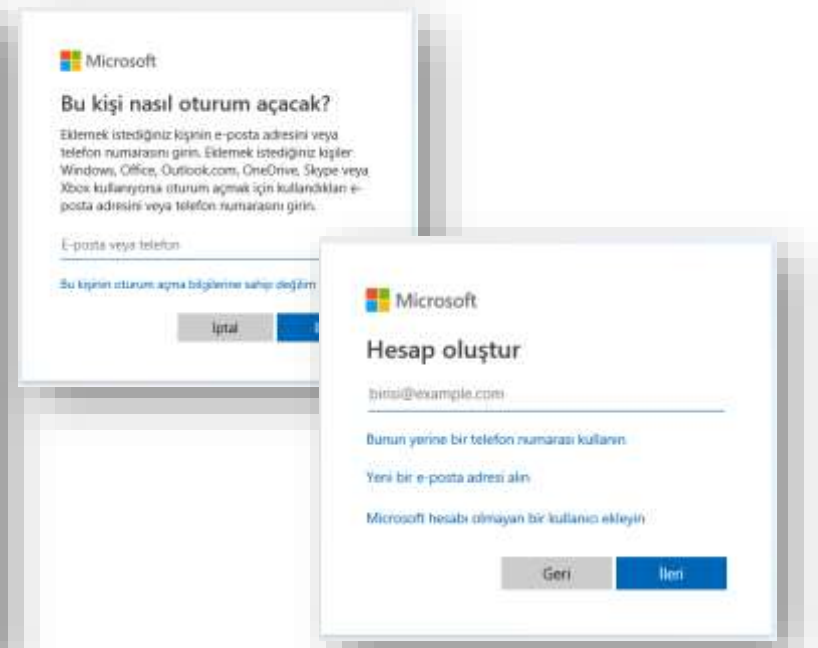 Microsoft
Bu kişi nasıl oturum açacak?
Eklemek istediğiniz kişinin e-posta adresini veya
telefon numarasını girin. Eklemek istediğiniz kişiler
Windows, Office, Outlook.com, OneDrive, Skype veya
Xbox kullanıyorsa oturum açmak için kullandıkları e-
posta adresini veya telefon numarasını girin.
E-posta veya telefon
Bu kişinin oturum açma bilgilerine sahip değilim
İptal
Microsoft
Hesap oluştur
birisi@example.com
Bunun yerine bir telefon numarası kullanın
Yeni bir e-posta adresi alın
Microsoft hesabı olmayan bir kullanıcı ekleyin
Geri
İleri